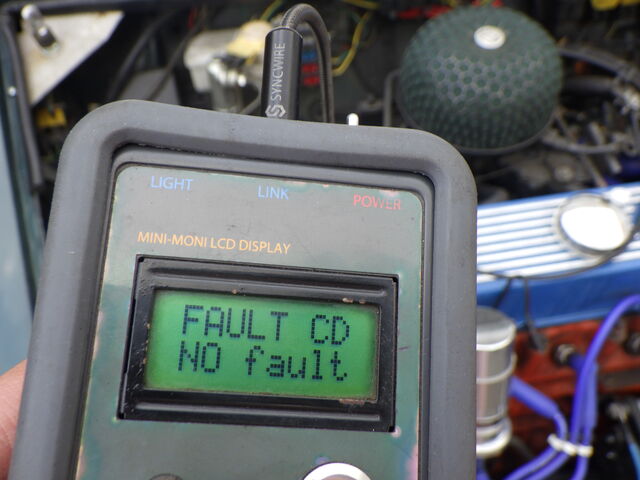 SYNCWIRE
LIGHT LINK POWER
MINI-MONI LCD DISPLAY
FAULT CD
NO fault